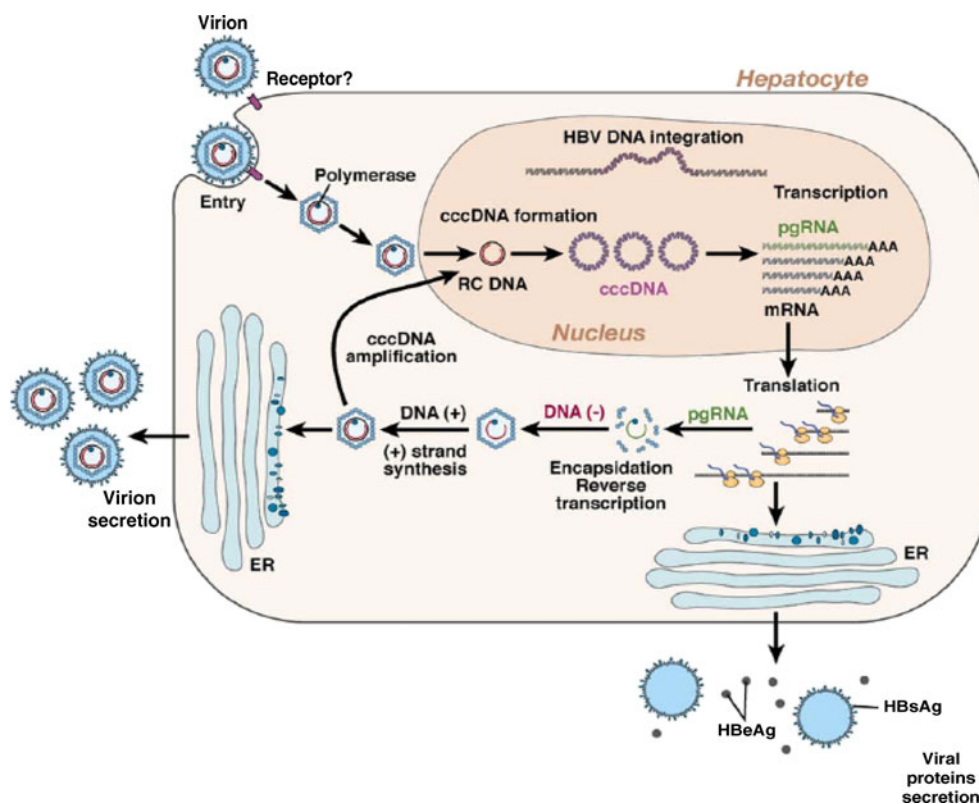 Virion
Receptor?
Hepatocyte
HBV DNA integration
Polymerase
Transcription
Entry
cccDNA formation
pgRNA
AAA
AAA
AAA
AAA
RC DNA
cccDNA
mRNA
Nucleus
cccDNA
amplification
Translation
DNA (+)
DNA (-)
pgRNA
(+) strand
synthesis
Encapsidation
Reverse
transcription
Virion
secretion
ER
ER
HBsAg
HBeAg
Viral
proteins
secretion